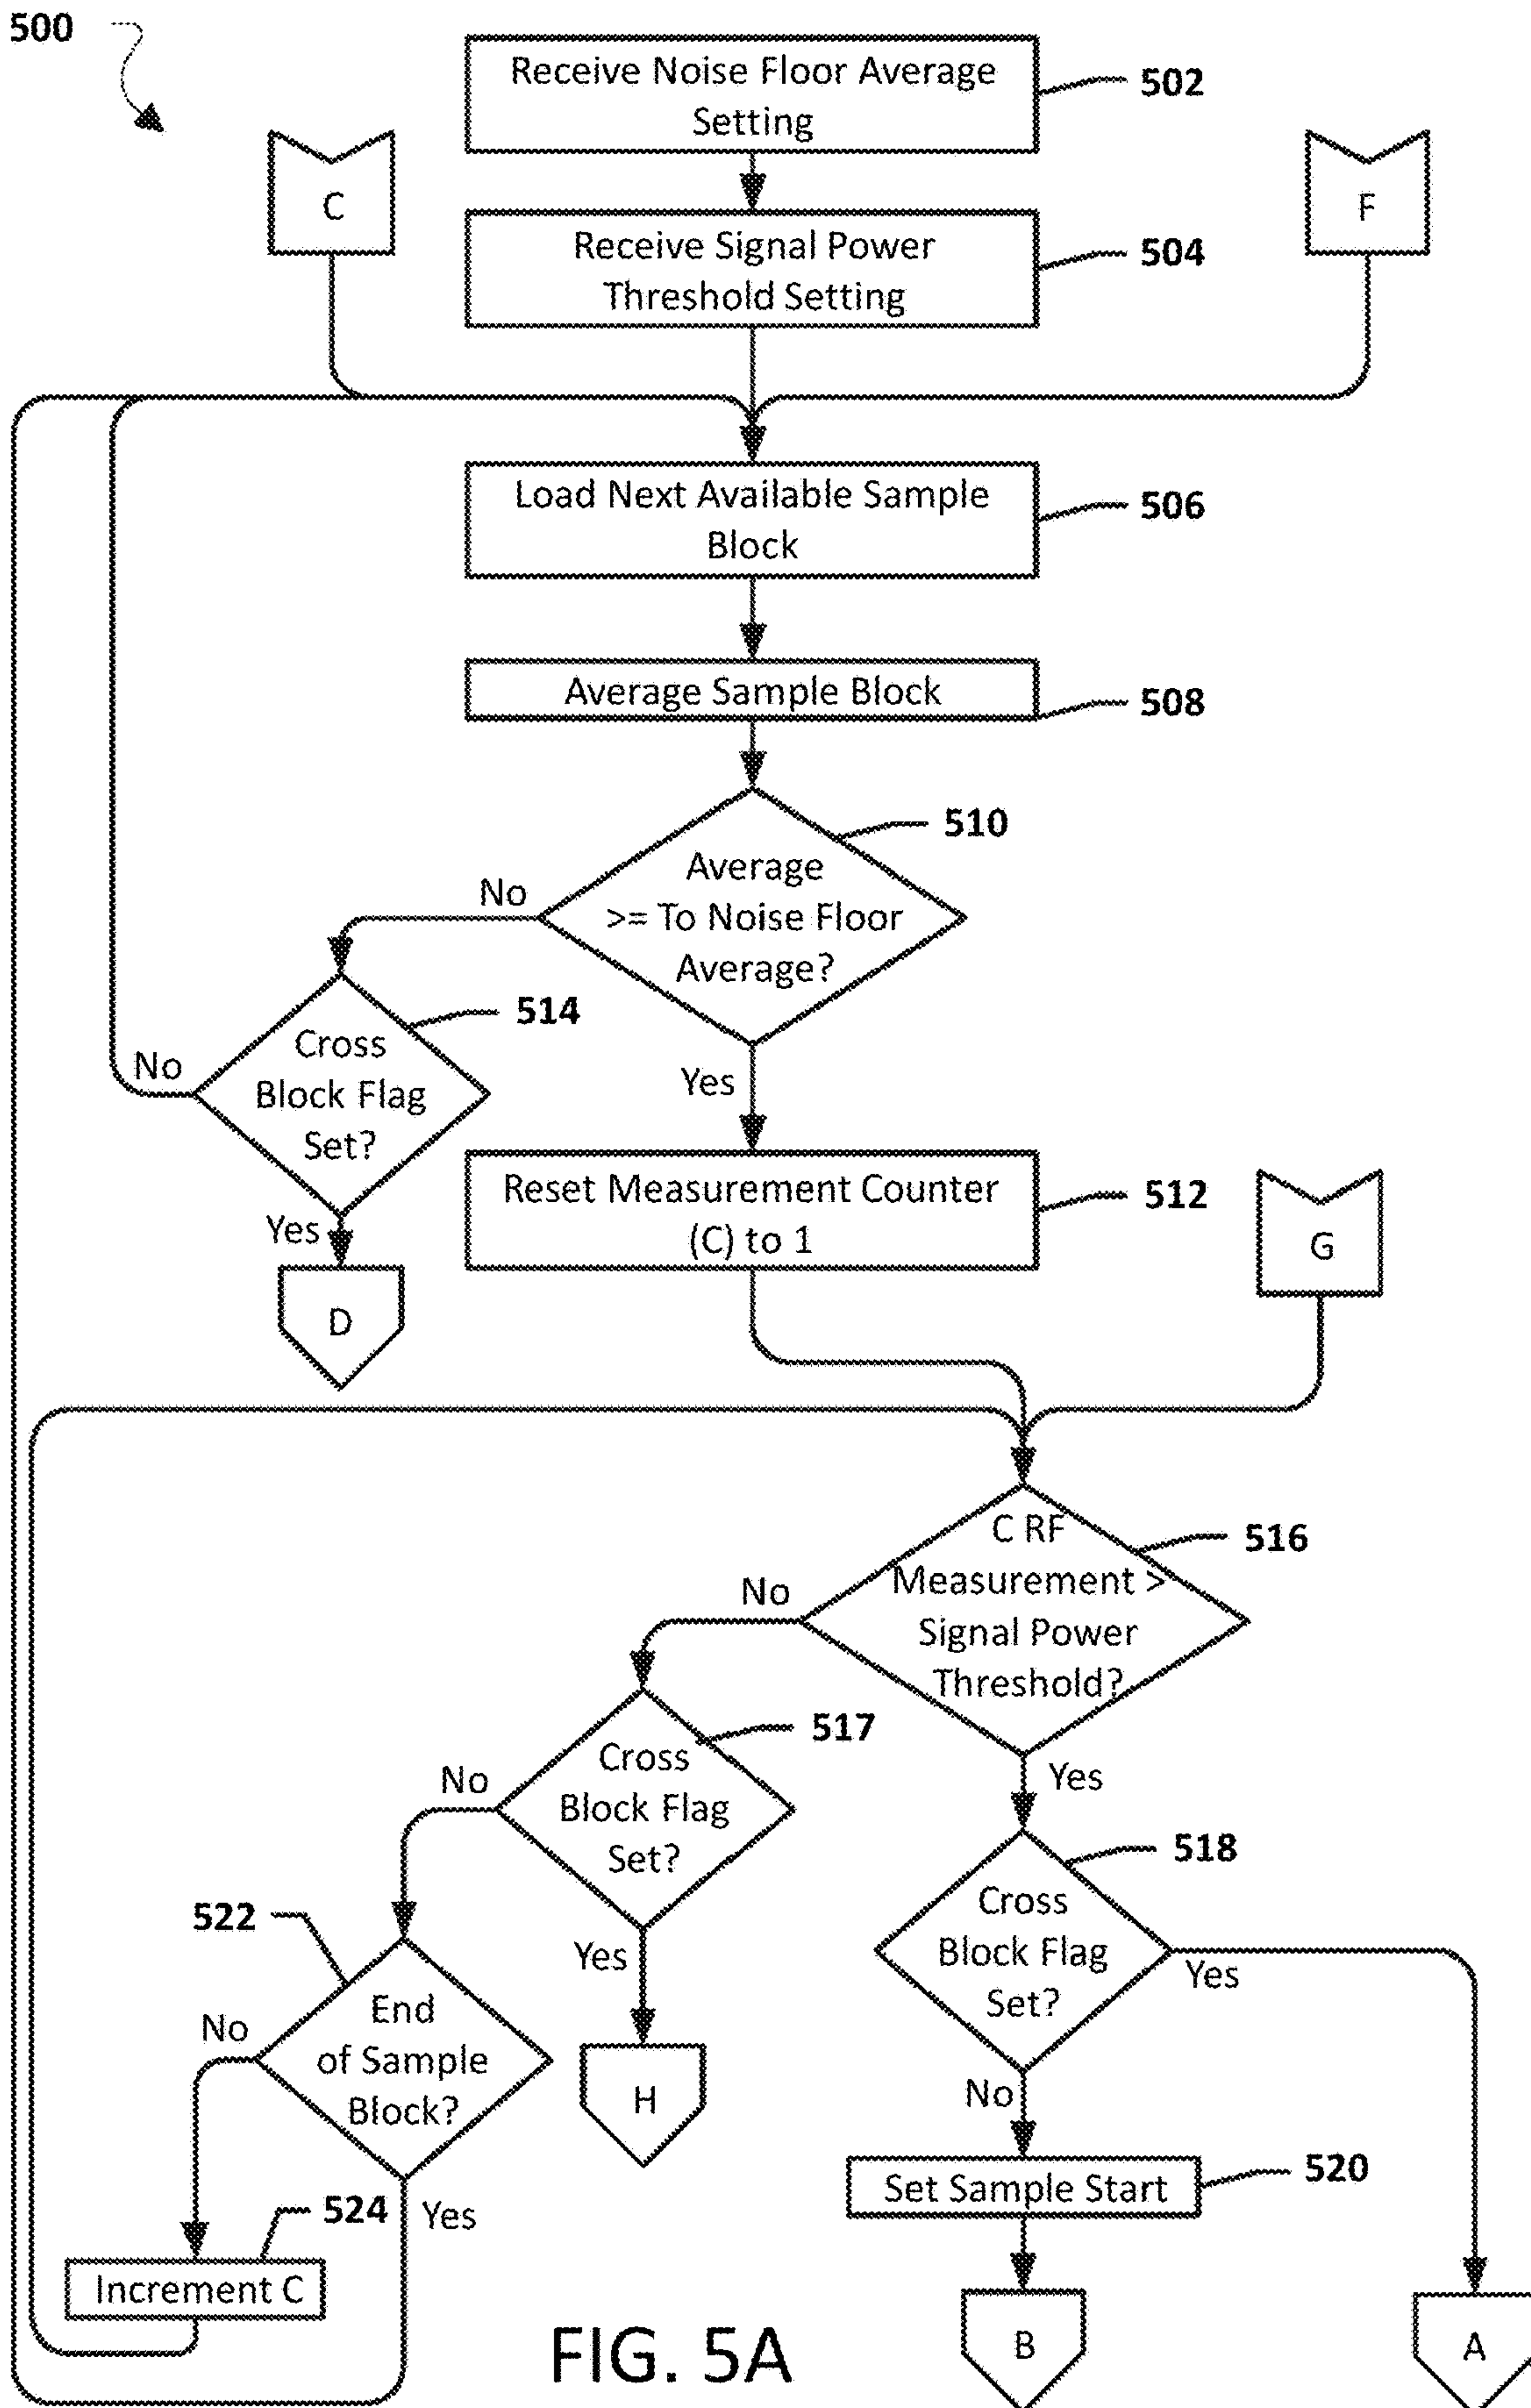 500
Receive Noise Floor Average
Setting
502
C
F
Receive Signal Power
Threshold Setting
504
Load Next Available Sample
Block
506
Average Sample Block
508
510
Average
>= To Noise Floor
Average?
No
514
Cross
Block Flag
Set?
No
Yes
Yes
D
Reset Measurement Counter
(C) to 1
512
G
C RF
Measurement >
Signal Power
Threshold?
516
No
517
Cross
Block Flag
Set?
No
Yes
Yes
518
Cross
Block Flag
Set?
Yes
522
End
of Sample
Block?
No
H
No
Set Sample Start
520
524
Yes
Increment C
B
A
FIG. 5A